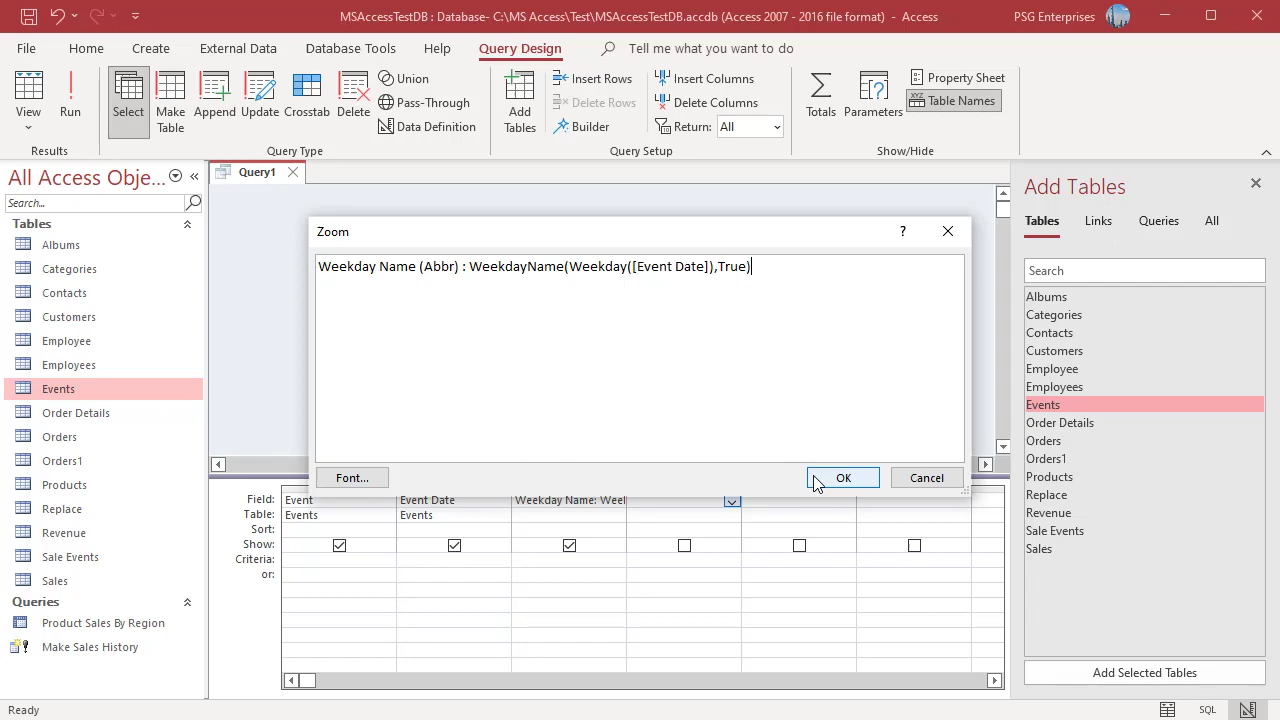 MSAccessTestDB : Database- C:\MS Access\Test\MSAccessTestDB.accdb (Access 2007 - 2016 file format) - Access
PSG Enterprises
File Home Create External Data Database Tools Help Query Design Tell me what you want to do
View
Run
Results
Select
Make Table
Append
Update
Crosstab
Delete
Union
Pass-Through
Data Definition
Query Type
Add Tables
Insert Rows
Delete Rows
Builder
Insert Columns
Delete Columns
Return: All
Query Setup
Totals
Parameters
Property Sheet
XYZ Table Names
Show/Hide
All Access Obje...
Search...
Tables
Albums
Categories
Contacts
Customers
Employee
Employees
Events
Order Details
Orders
Orders1
Products
Replace
Revenue
Sale Events
Sales
Queries
Product Sales By Region
Make Sales History
Query1
Zoom
?
Weekday Name (Abbr) : WeekdayName(Weekday([Event Date]),True)
Font... OK Cancel
Field: Event Event Date Weekday Name: Weel
Table: Events Events
Sort:
Show:
Criteria:
or:
Add Tables
Tables Links Queries All
Search
Albums
Categories
Contacts
Customers
Employee
Employees
Events
Order Details
Orders
Orders1
Products
Replace
Revenue
Sale Events
Sales
Add Selected Tables
Ready
SQL